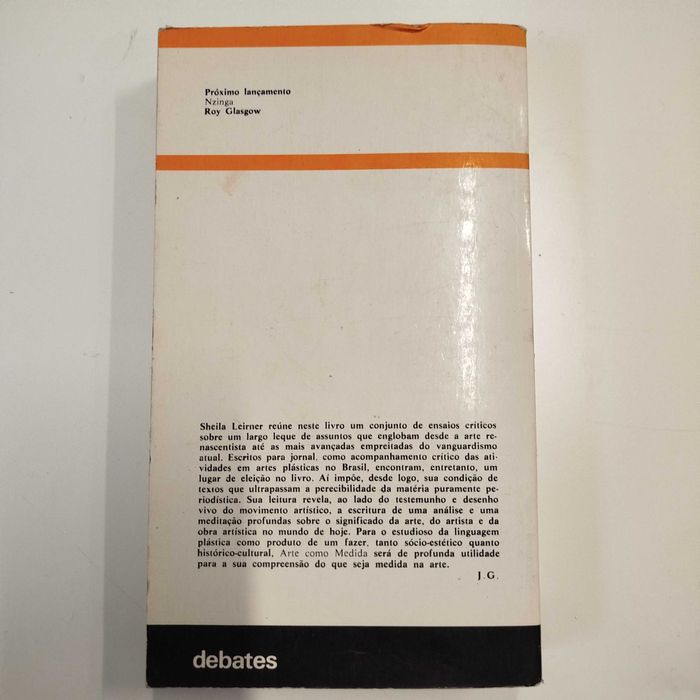 Próximo lançamento
Nzinga
Roy Glasgow
Sheila Leirner reúne neste livro um conjunto de ensaios críticos
sobre um largo leque de assuntos que englobam desde a arte re-
nascentista até as mais avançadas empreitadas do vanguardismo
atual. Escritos para jornal, como acompanhamento crítico das ati-
vidades em artes plásticas no Brasil, encontram, entretanto, um
lugar de eleição no livro. Aí impõe, desde logo, sua condição de
textos que ultrapassam a perecibilidade da matéria puramente pe-
riodística. Sua leitura revela, ao lado do testemunho e desenho
vivo do movimento artístico, a escritura de uma análise e uma
meditação profundas sobre o significado da arte, do artista e da
obra artística no mundo de hoje. Para o estudioso da linguagem
plástica como produto de um fazer, tanto sócio-estético quanto
histórico-cultural, Arte como Medida será de profunda utilidade
para a sua compreensão do que seja medida na arte.
J.G.
debates